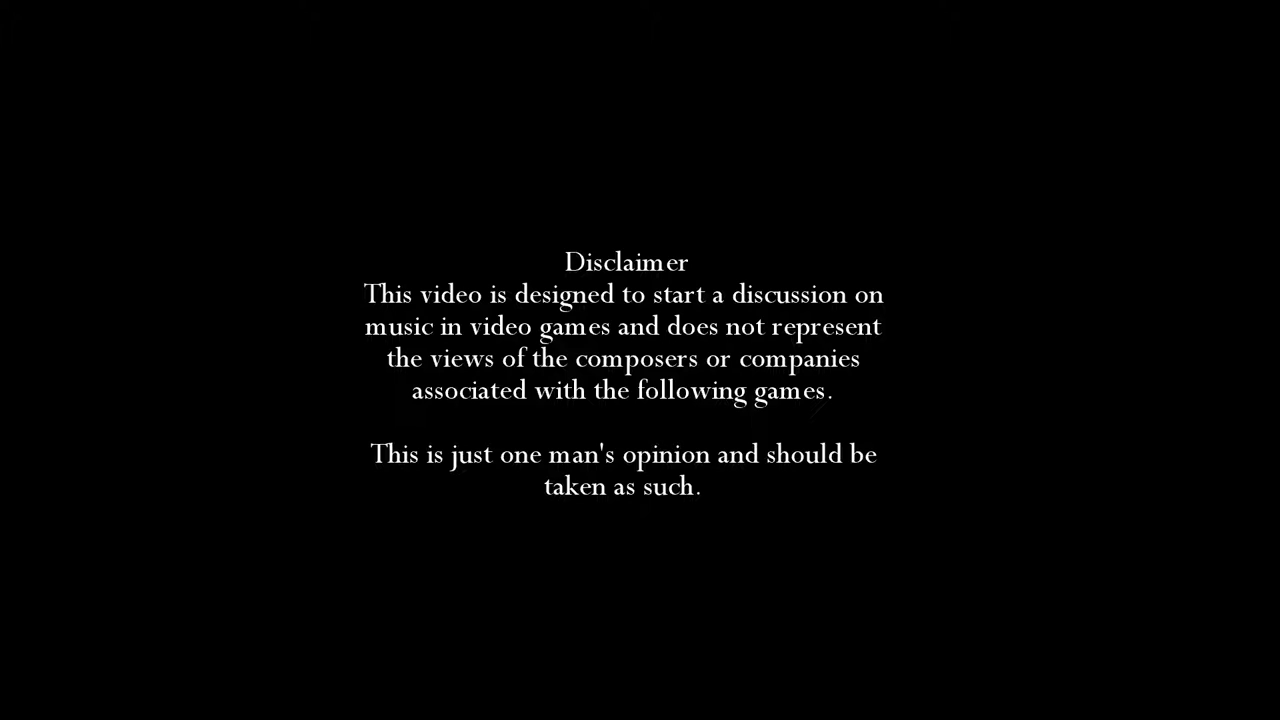 Disclaimer
This video is designed to start a discussion on
music in video games and does not represent
the views of the composers or companies
associated with the following games.
This is just one man's opinion and should be
taken as such.